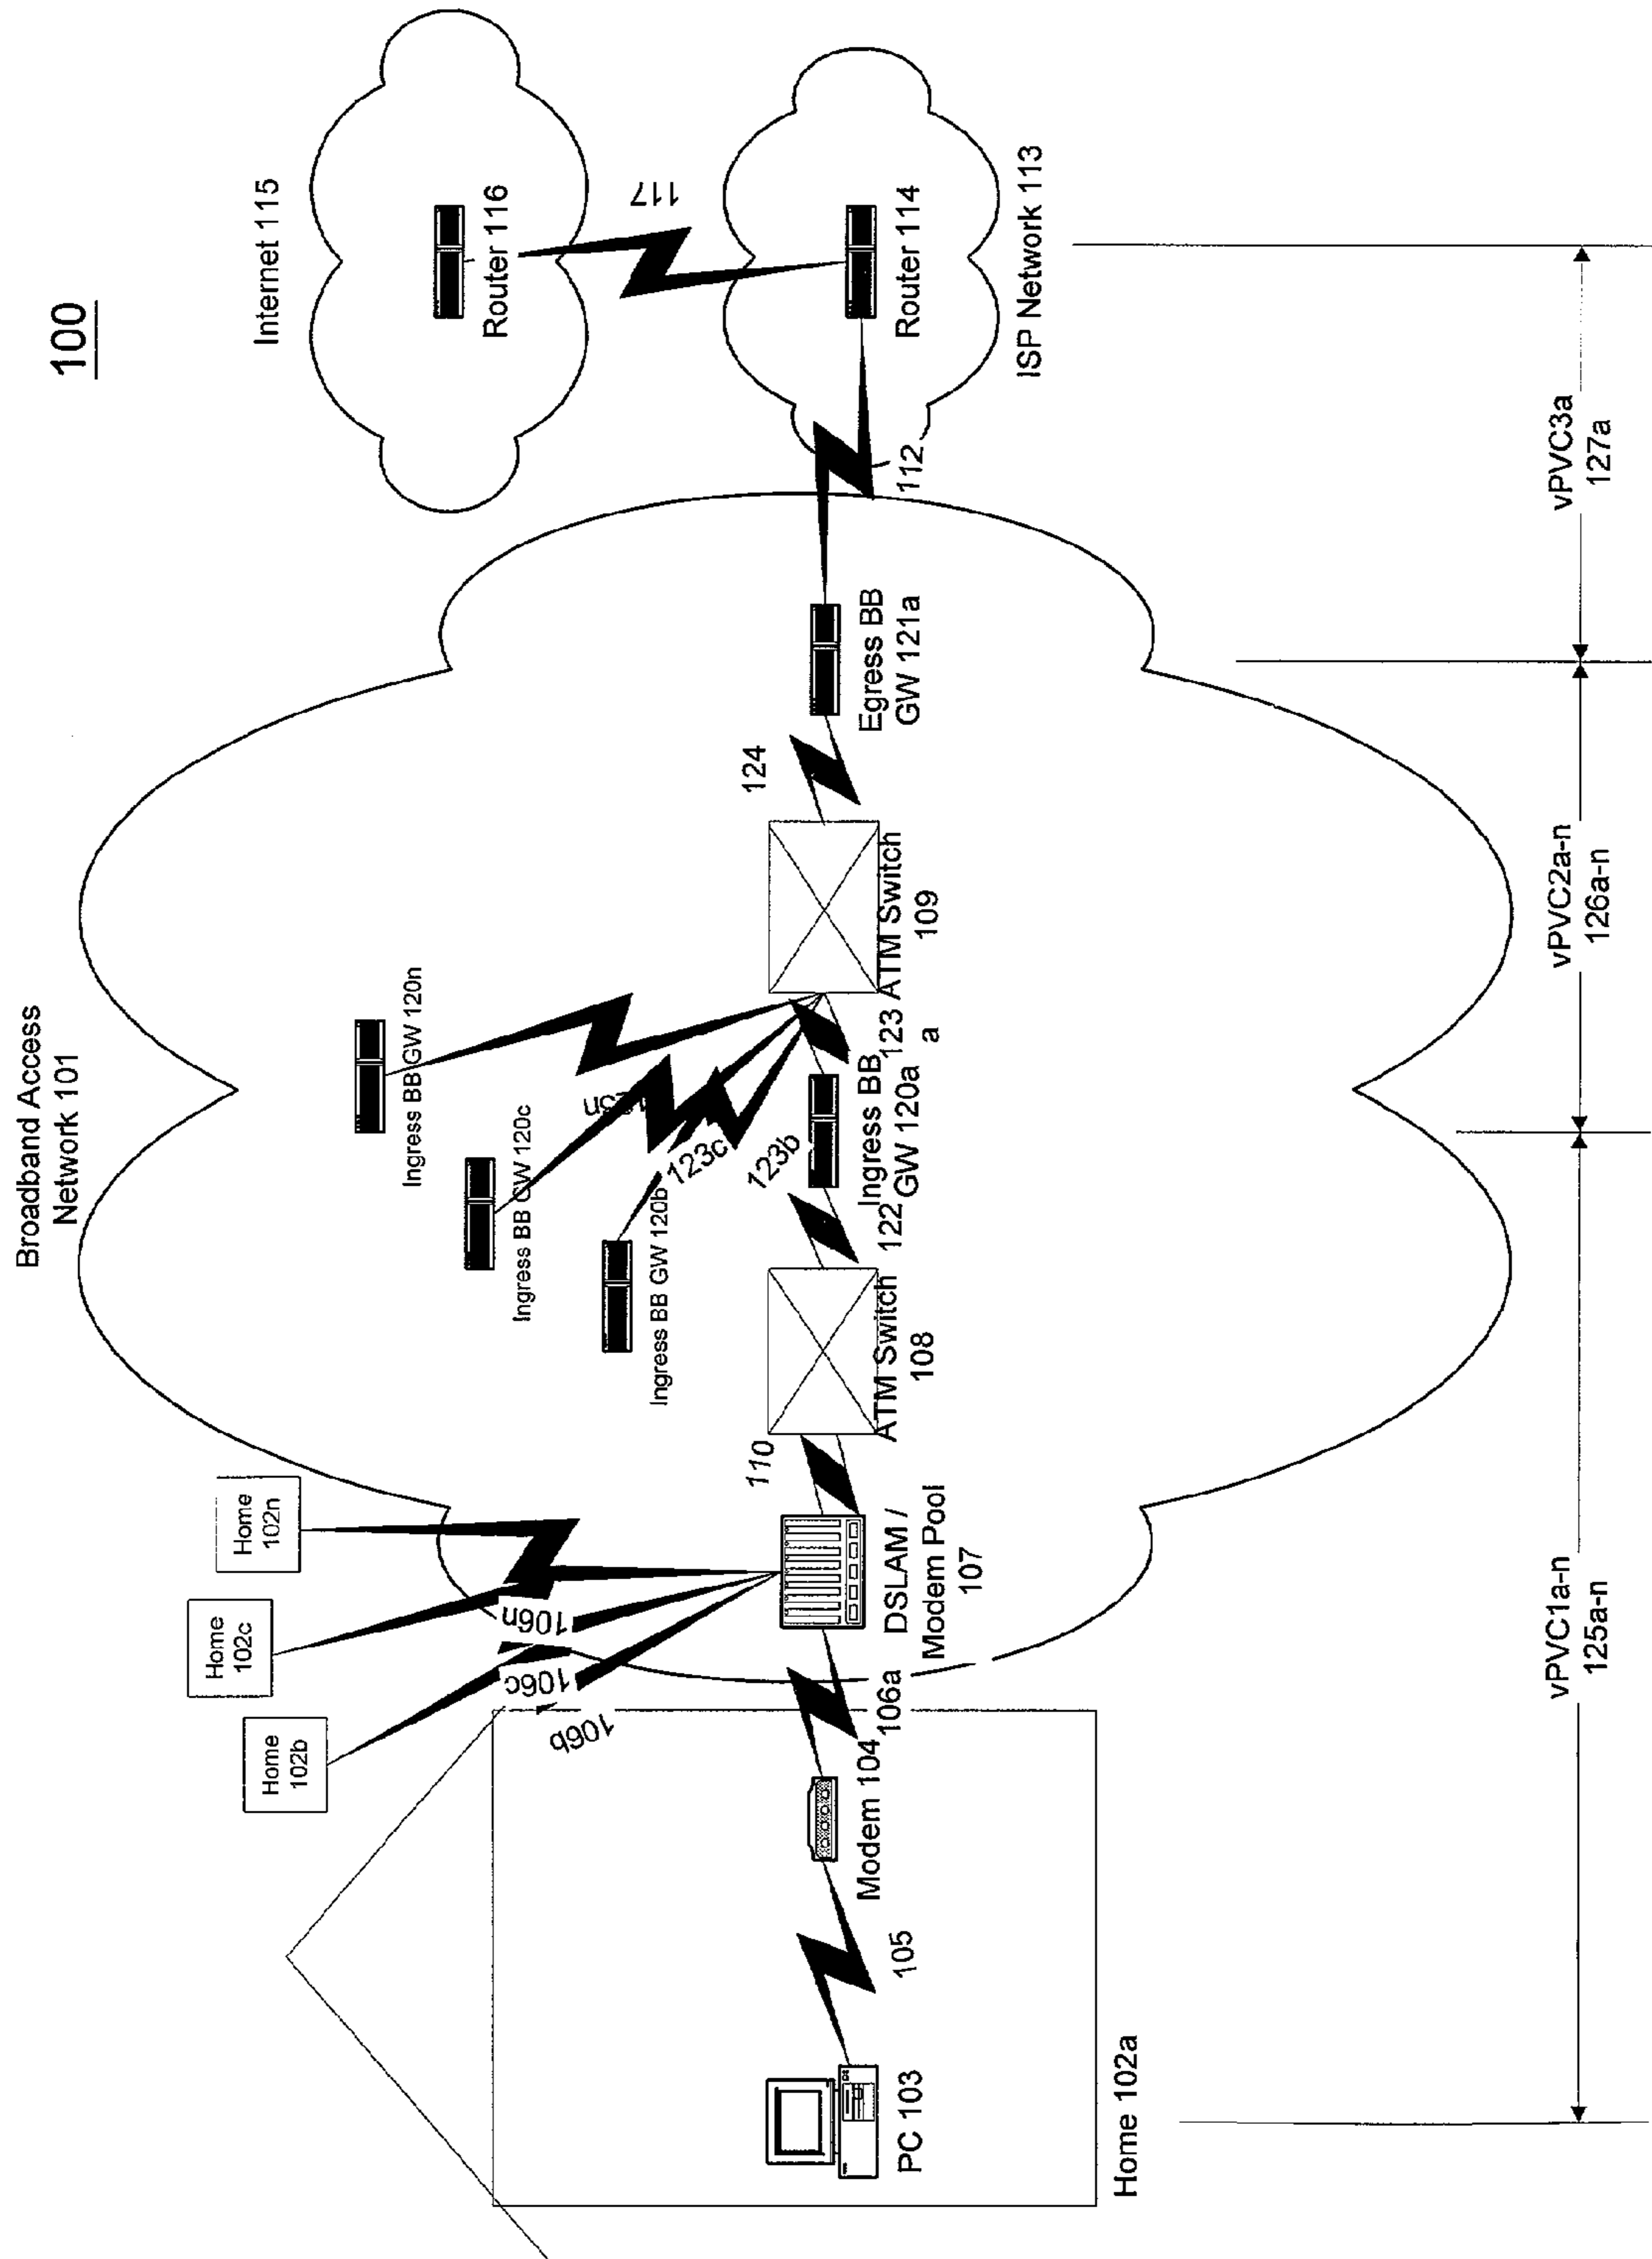 100
Internet 115
Router 116
117
Router 114
ISP Network 113
112
Broadband Access
Network 101
Egress BB
GW 121a
124
ATM Switch
109
Ingress BB GW 120n
Ingress BB GW 120c
Ingress BB GW 120b
123c
123b
123
a
Ingress BB
GW 120a
122
ATM Switch
108
110
DSLAM /
Modem Pool
107
Home
102n
Home
102c
Home
102b
106n
106c
106b
106a
Modem 104
105
PC 103
Home 102a
vPVC1a-n
125a-n
vPVC2a-n
126a-n
vPVC3a
127a